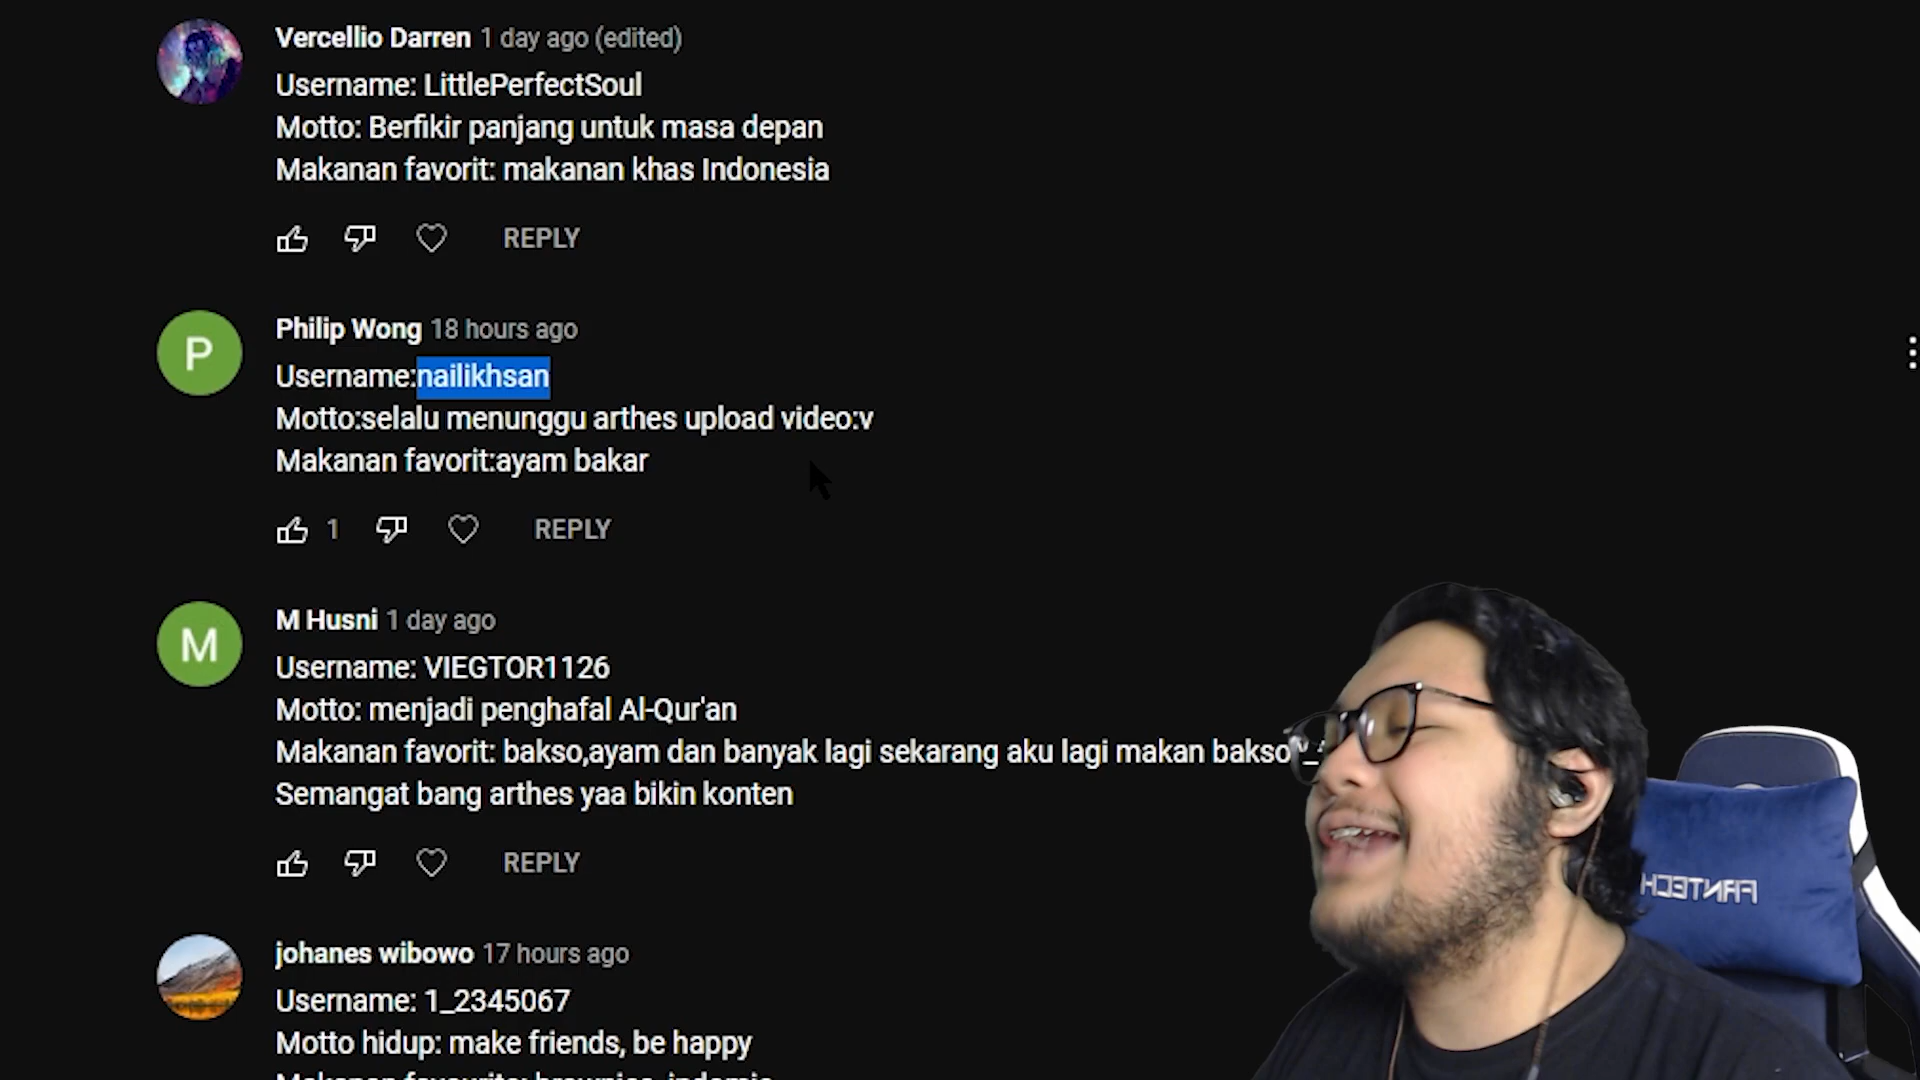 Vercellio Darren 1 day ago (edited)
Username: LittlePerfectSoul
Motto: Berfikir panjang untuk masa depan
Makanan favorit: makanan khas Indonesia
REPLY
Philip Wong 18 hours ago
Username:nailikhsan
Motto:selalu menunggu arthes upload video:v
Makanan favorit:ayam bakar
1 REPLY
M Husni 1 day ago
Username: VIEGTOR1126
Motto: menjadi penghafal Al-Qur'an
Makanan favorit: bakso,ayam dan banyak lagi sekarang aku lagi makan bakso
Semangat bang arthes yaa bikin konten
REPLY
johanes wibowo 17 hours ago
Username: 1_2345067
Motto hidup: make friends, be happy
FANTECH
P
M